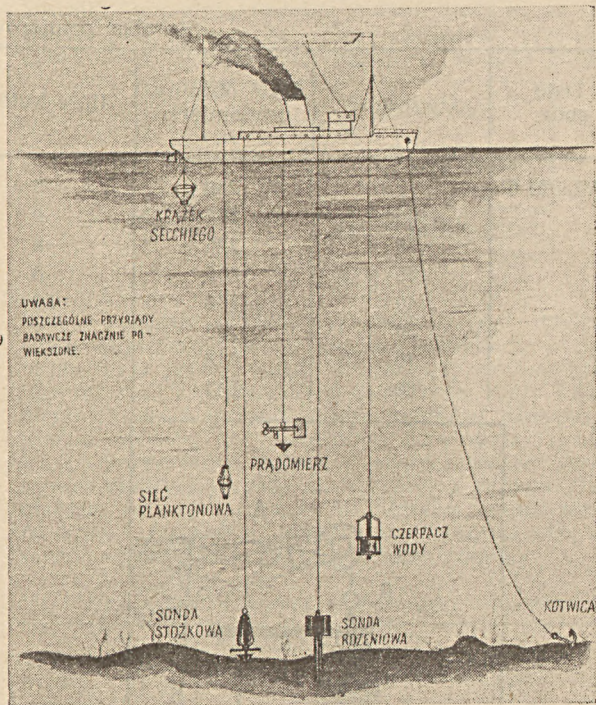 KRĄŻEK
SECCHIEGO
UWAGA:
POSZCZEGÓLNE PRZYRZĄDY
BADAWCZE ZNACZNIE PO-
WIĘKSZONE.
PRĄDOMIERZ
SIEĆ
PLANKTONOWA
CZERPACZ
WODY
SONDA
STOŻKOWA
SONDA
RDZENIOWA
KOTWICA